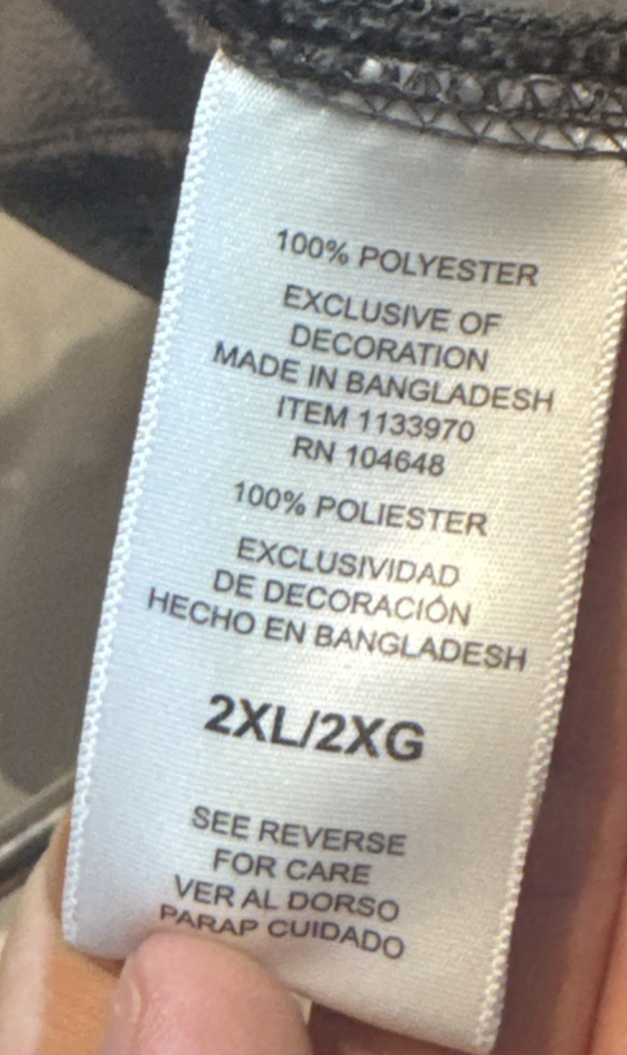 100% POLYESTER
EXCLUSIVE OF
DECORATION
MADE IN BANGLADESH
ITEM 1133970
RN 104648
100% POLIESTER
EXCLUSIVIDAD
DE DECORACIÓN
HECHO EN BANGLADESH
2XL/2XG
SEE REVERSE
FOR CARE
VER AL DORSO
PARAP CUIDADO